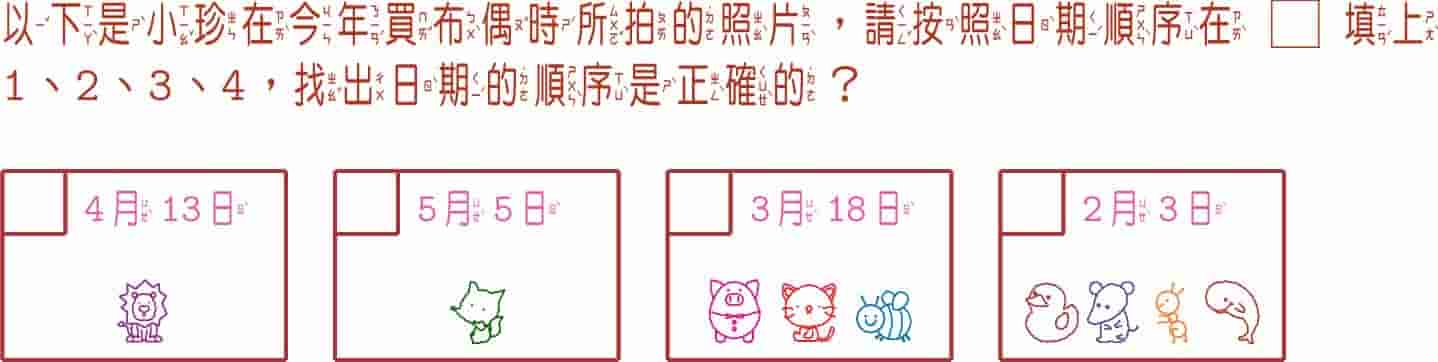 以下是小珍在今年買布偶時所拍的照片，請按照日期順序在 □ 填上
1、2、3、4，找出日期的順序是正確的？
4月13日
5月5日
3月18日
2月3日